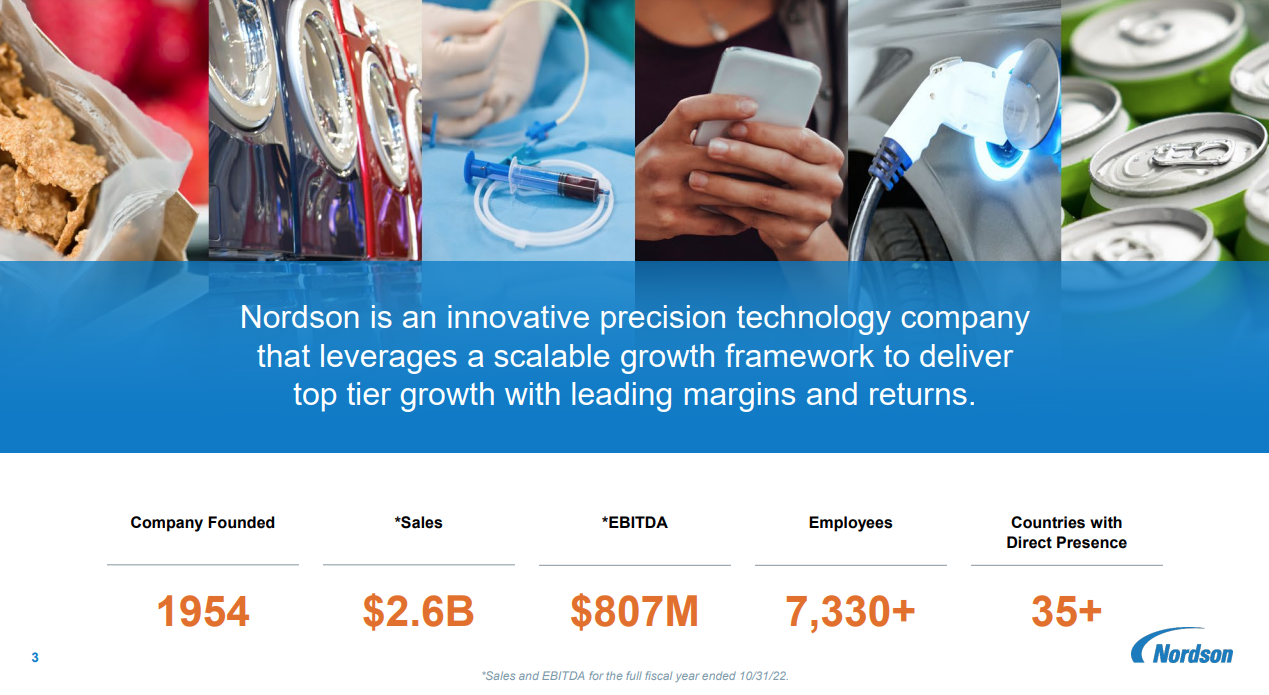 Nordson is an innovative precision technology company
that leverages a scalable growth framework to deliver
top tier growth with leading margins and returns.
Company Founded
1954
*Sales
$2.6B
*EBITDA
$807M
Employees
7,330+
Countries with
Direct Presence
35+
3
*Sales and EBITDA for the full fiscal year ended 10/31/22.
Nordson